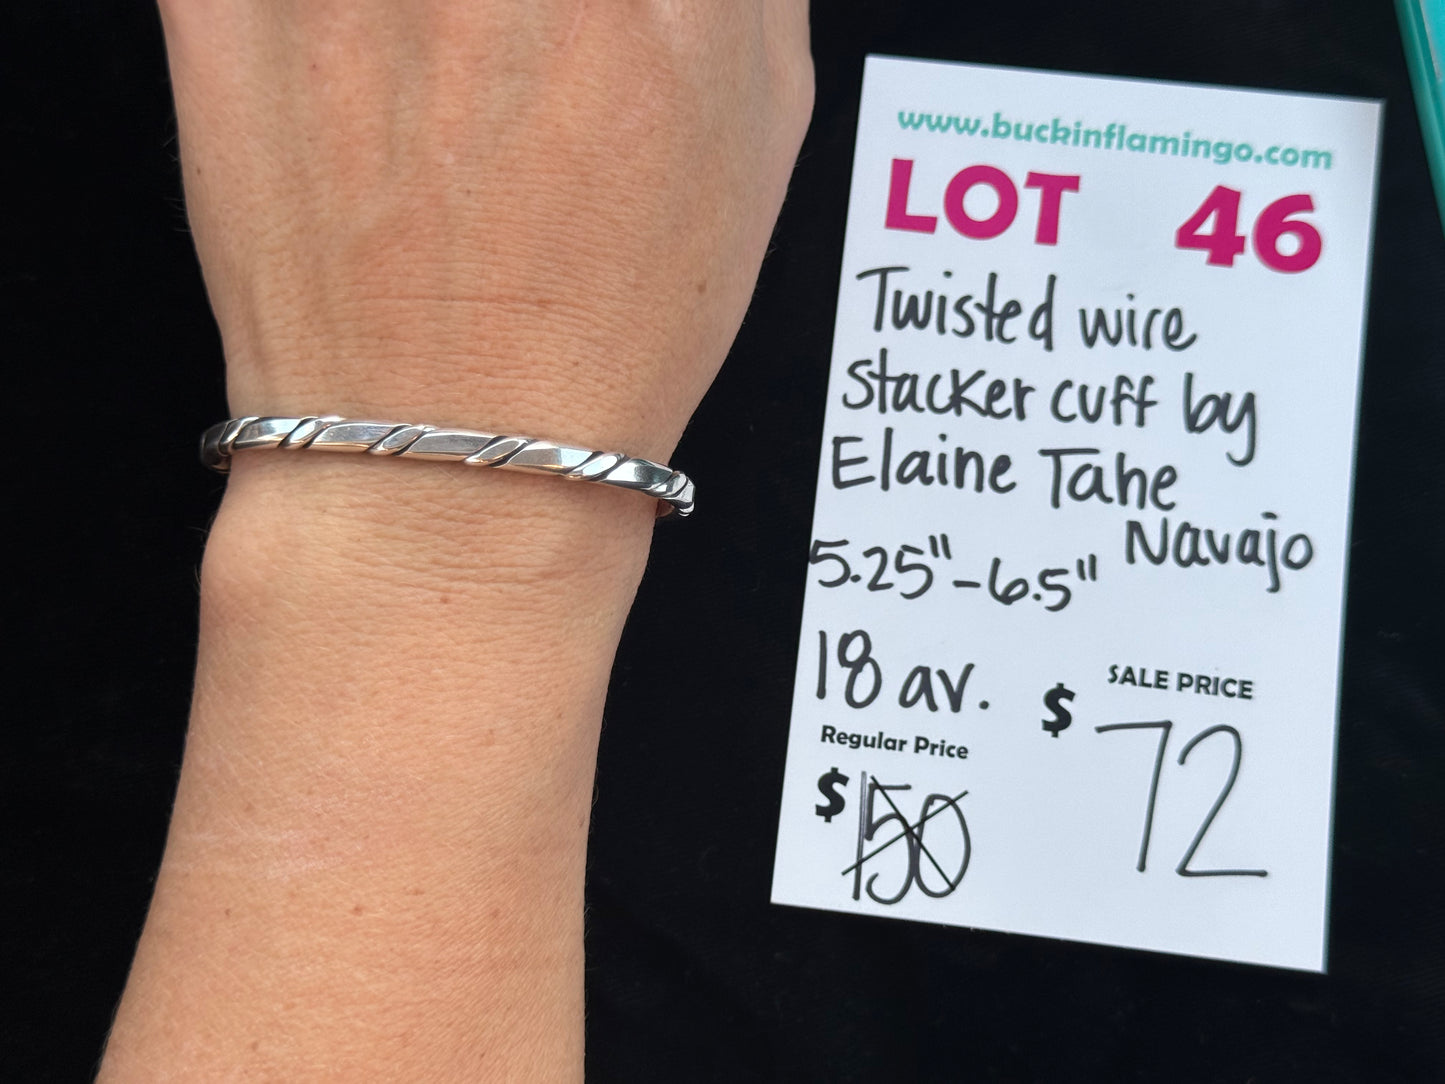 www.buckinflamingo.com
LOT 46
Twisted wire
stacker cuff by
Elaine Tahe
Navajo
5.25"-6.5"
18 av.
SALE PRICE
$ 72
Regular Price
$ 150